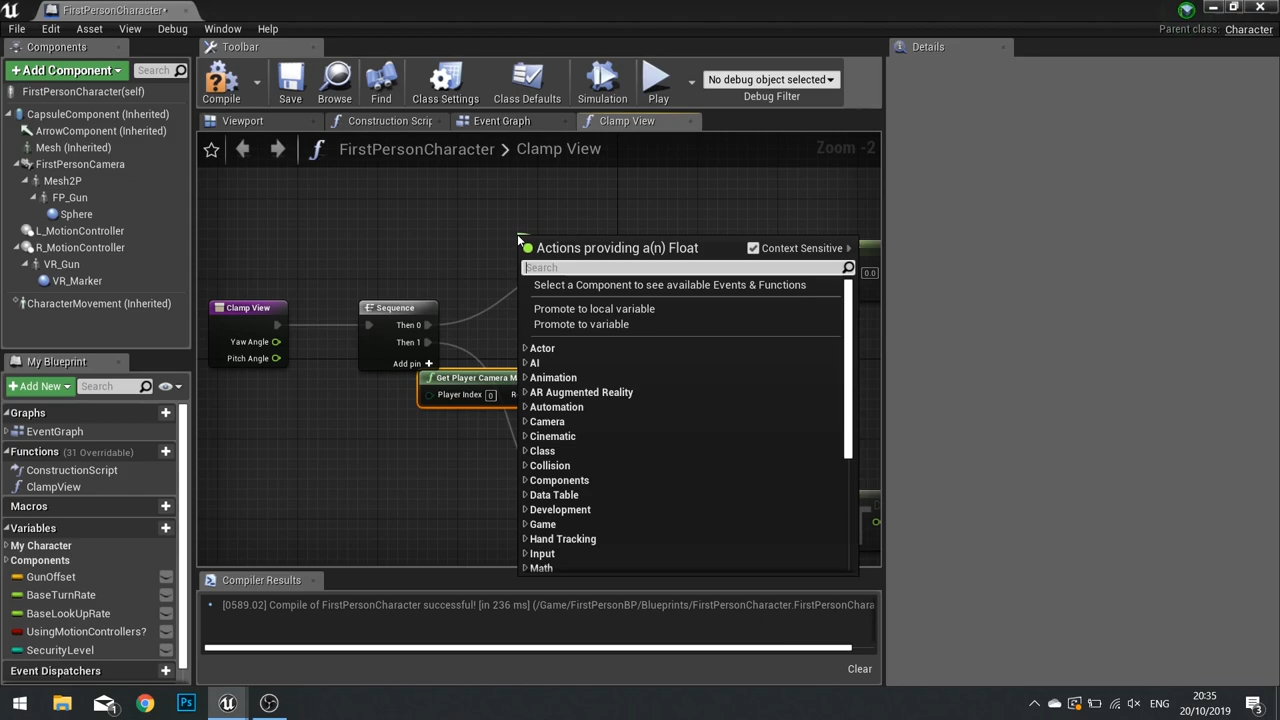 FirstPersonCharacter*
File Edit Asset View Window Debug Help
Parent class: Character
Components
Toolbar
Details
Add Component
Search
Compile
Save
Browse
Find
Class Settings
Class Defaults
Simulation
Play
No debug object selected
Debug Filter
FirstPersonCharacter(self)
CapsuleComponent (Inherited)
ArrowComponent (Inherited)
Mesh (Inherited)
FirstPersonCamera
Mesh2P
FP_Gun
Sphere
L_MotionController
R_MotionController
VR_Gun
VR_Marker
CharacterMovement (Inherited)
Viewport
Construction Scrip
Event Graph
Clamp View
FirstPersonCharacter > Clamp View
Zoom -2
Clamp View
Yaw Angle
Pitch Angle
Sequence
Then 0
Then 1
Add pin
Get Player Camera M
Player Index 0 R
0.0
Actions providing a(n) Float
Context Sensitive
Search
Select a Component to see available Events & Functions
Promote to local variable
Promote to variable
Actor
AI
Animation
AR Augmented Reality
Automation
Camera
Cinematic
Class
Collision
Components
Data Table
Development
Game
Hand Tracking
Input
Math
My Blueprint
Add New
Search
Graphs
EventGraph
Functions (31 Overridable)
ConstructionScript
ClampView
Macros
Variables
My Character
Components
GunOffset
BaseTurnRate
BaseLookUpRate
UsingMotionControllers?
SecurityLevel
Event Dispatchers
Compiler Results
[0589.02] Compile of FirstPersonCharacter successful! [in 236 ms] (/Game/FirstPersonBP/Blueprints/FirstPersonCharacter.FirstPersonChara
Clear
ENG
20:35
20/10/2019